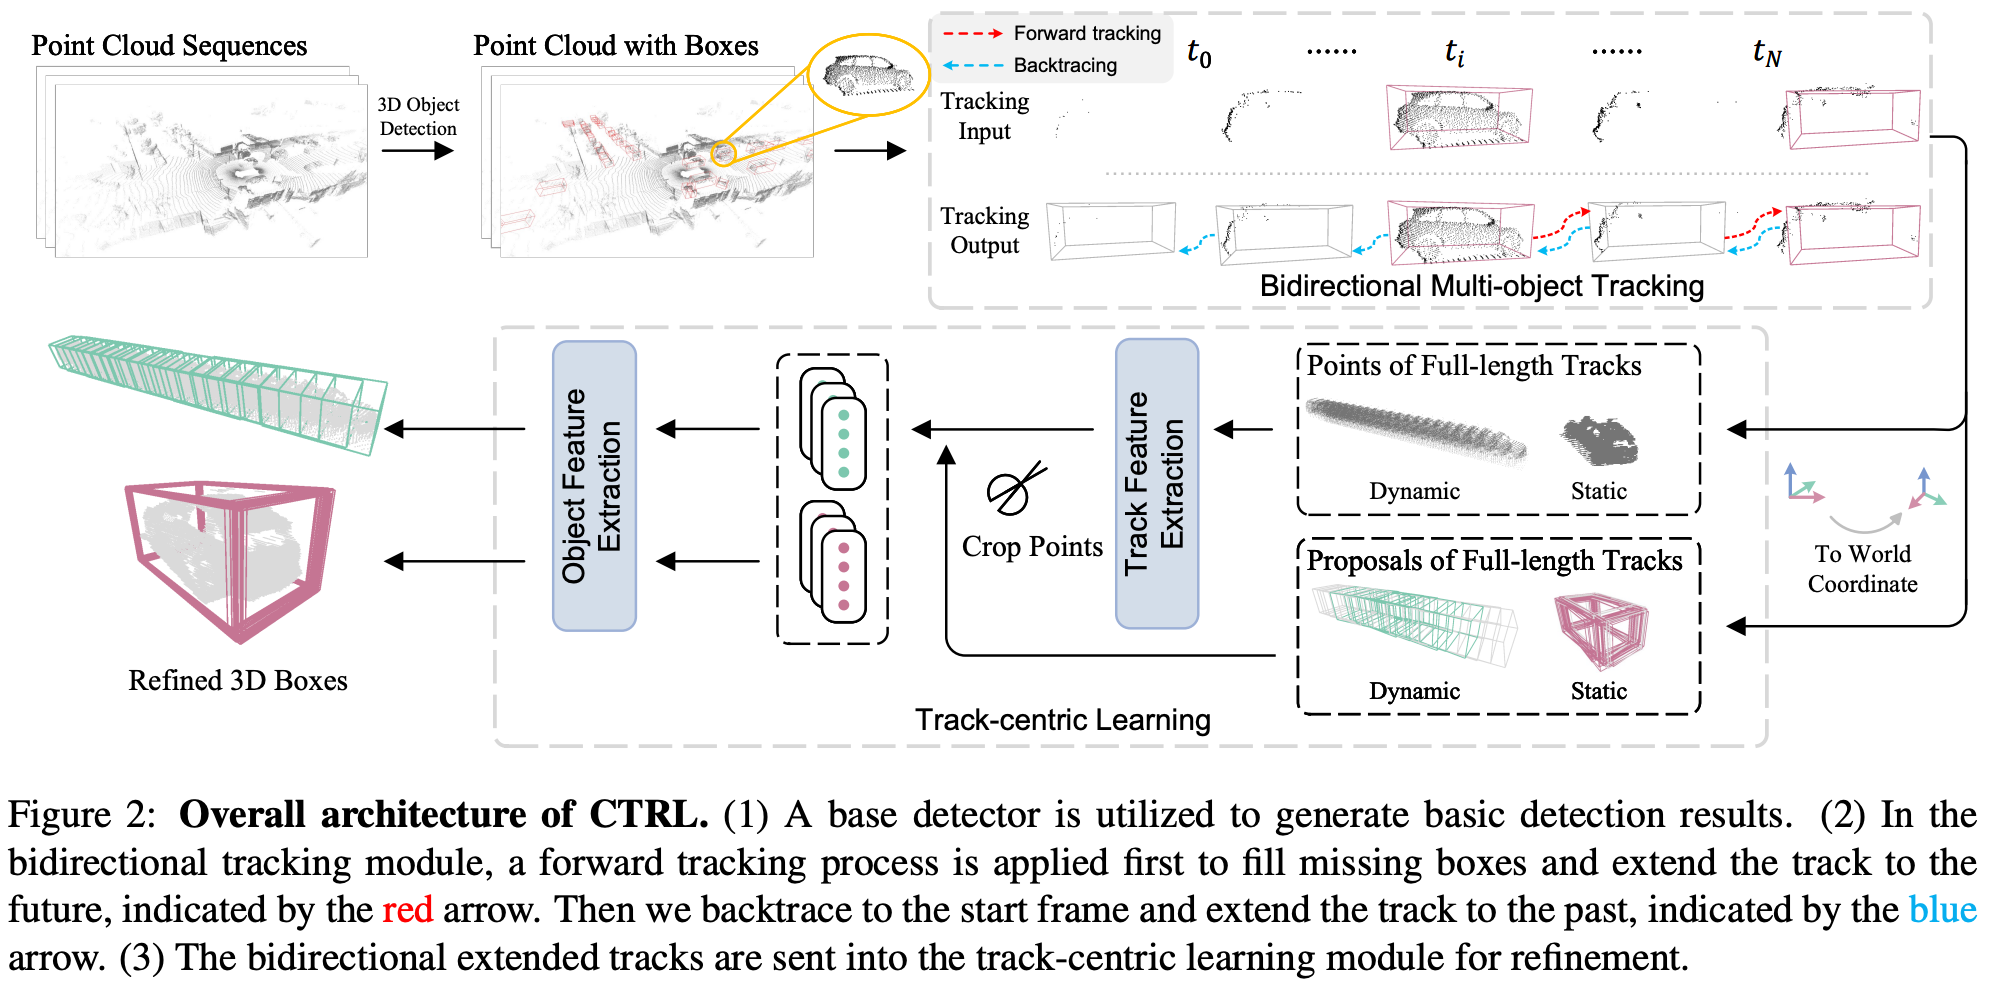 Point Cloud Sequences
3D Object
Detection
Point Cloud with Boxes
Forward tracking
Backtracing
t0 ...... ti ...... tN
Tracking
Input
Tracking
Output
Bidirectional Multi-object Tracking
Refined 3D Boxes
Object Feature
Extraction
Crop Points
Track Feature
Extraction
Points of Full-length Tracks
Dynamic Static
Proposals of Full-length Tracks
Dynamic Static
To World
Coordinate
Track-centric Learning
Figure 2: Overall architecture of CTRL. (1) A base detector is utilized to generate basic detection results. (2) In the
bidirectional tracking module, a forward tracking process is applied first to fill missing boxes and extend the track to the
future, indicated by the red arrow. Then we backtrace to the start frame and extend the track to the past, indicated by the blue
arrow. (3) The bidirectional extended tracks are sent into the track-centric learning module for refinement.